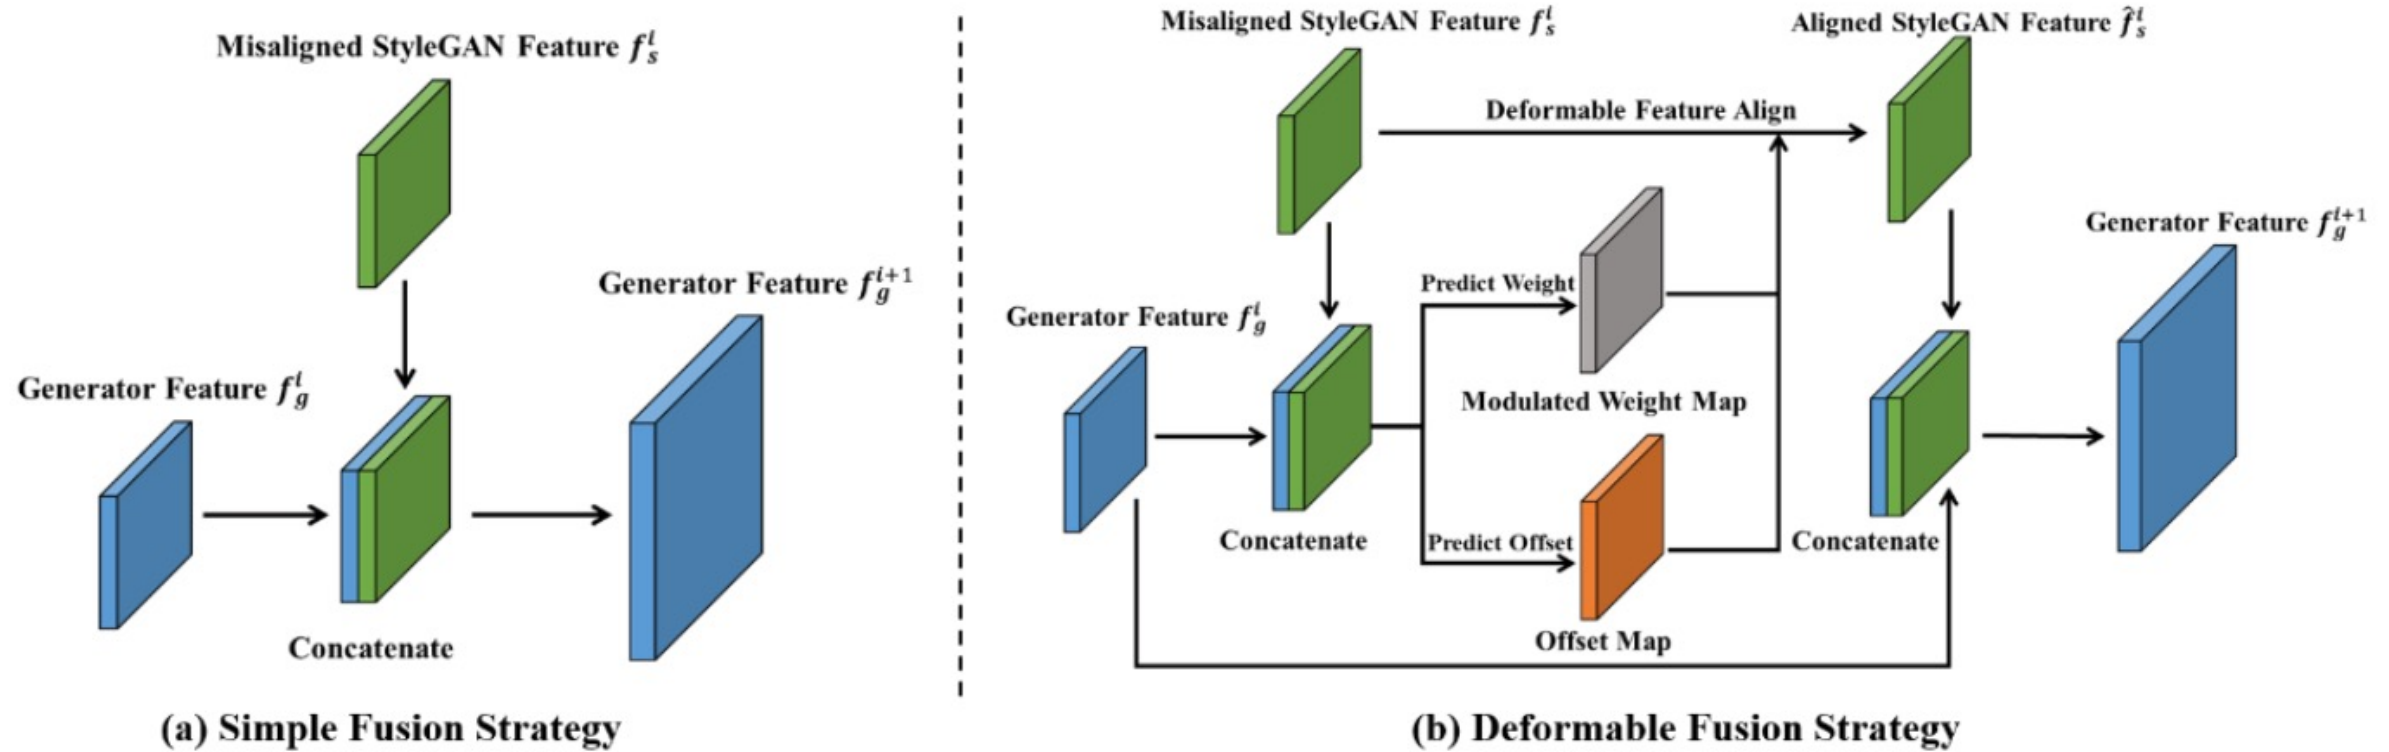 Misaligned StyleGAN Feature $f_s^i$
Generator Feature $f_g^{i+1}$
Generator Feature $f_g^i$
Concatenate
(a) Simple Fusion Strategy
Misaligned StyleGAN Feature $f_s^i$
Aligned StyleGAN Feature $\hat{f}_s^i$
Deformable Feature Align
Generator Feature $f_g^{i+1}$
Predict Weight
Generator Feature $f_g^i$
Modulated Weight Map
Concatenate
Predict Offset
Concatenate
Offset Map
(b) Deformable Fusion Strategy